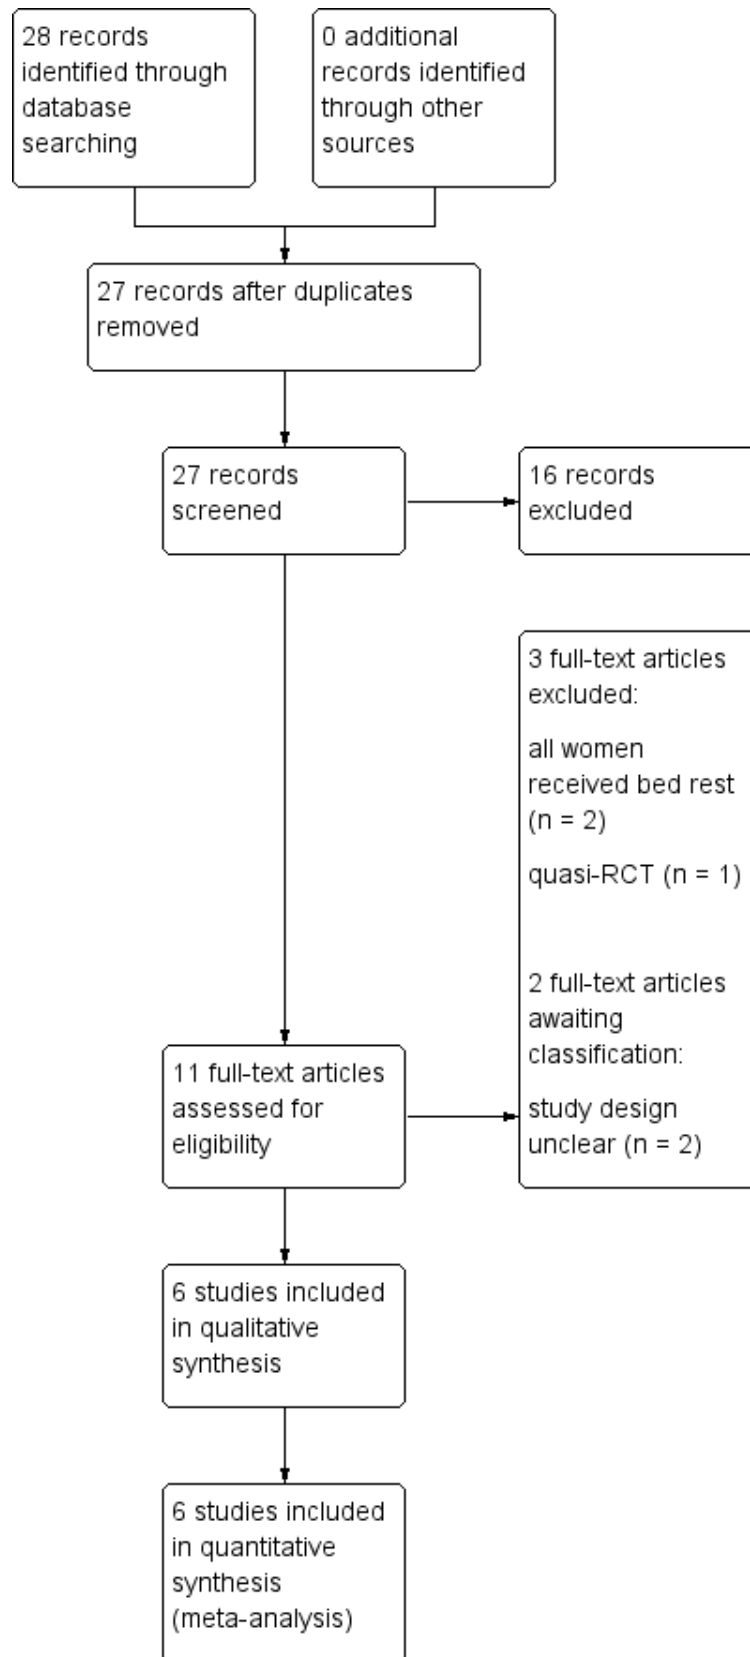 28 records
identified through
database
searching
0 additional
records identified
through other
sources
27 records after duplicates
removed
27 records
screened
16 records
excluded
3 full-text articles
excluded:
all women
received bed rest
(n = 2)
quasi-RCT (n = 1)
2 full-text articles
awaiting
classification:
study design
unclear (n = 2)
11 full-text articles
assessed for
eligibility
6 studies included
in qualitative
synthesis
6 studies included
in quantitative
synthesis
(meta-analysis)